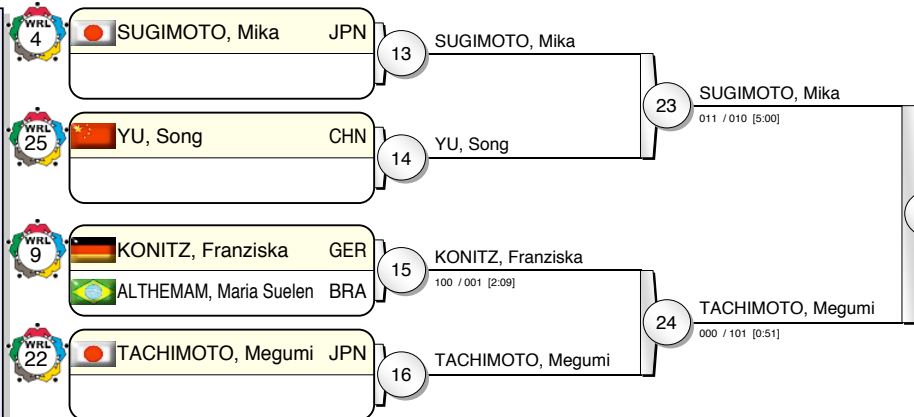 WRL
4
SUGIMOTO, Mika JPN
13
SUGIMOTO, Mika
WRL
25
YU, Song CHN
14
YU, Song
23
SUGIMOTO, Mika
011 / 010 [5:00]
WRL
9
KONITZ, Franziska GER
ALTHEMAM, Maria Suelen BRA
15
KONITZ, Franziska
100 / 001 [2:09]
WRL
22
TACHIMOTO, Megumi JPN
16
TACHIMOTO, Megumi
24
TACHIMOTO, Megumi
000 / 101 [0:51]